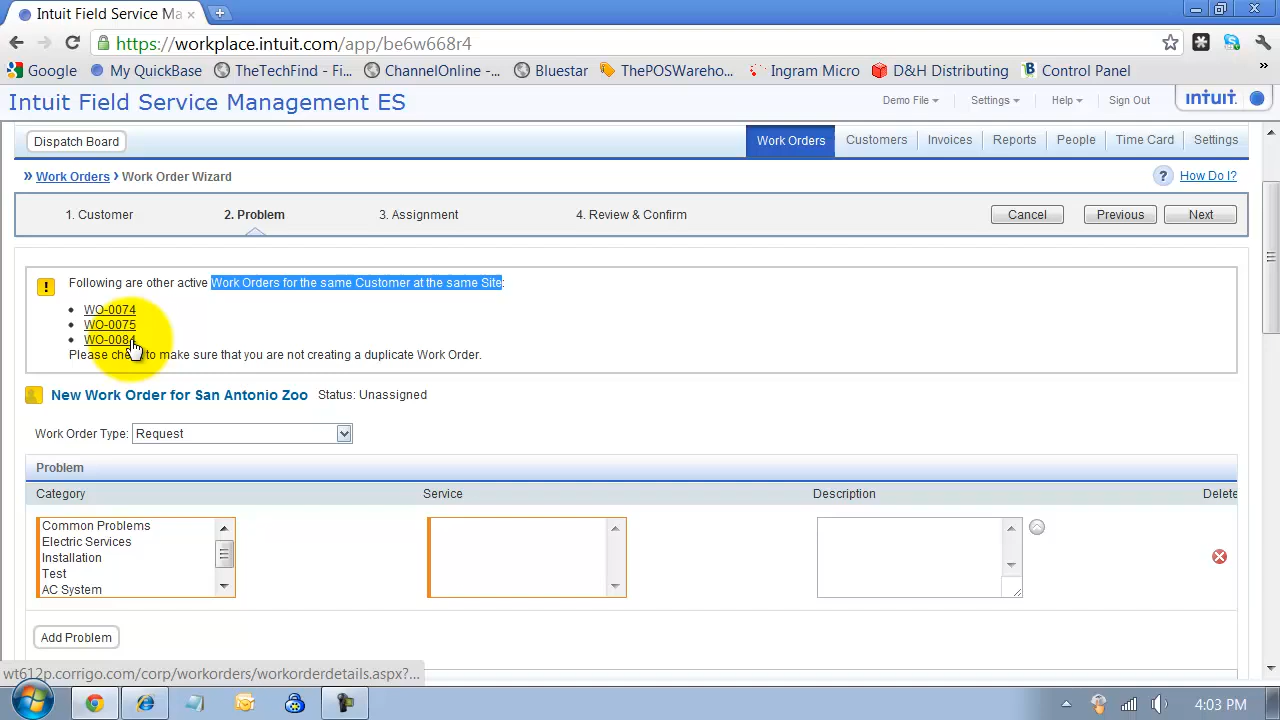 Intuit Field Service Ma
https://workplace.intuit.com/app/be6w668r4
Google My QuickBase TheTechFind - Fi... ChannelOnline -... Bluestar ThePOSWareho... Ingram Micro D&H Distributing Control Panel »
Intuit Field Service Management ES
Demo File Settings Help Sign Out intuit.
Dispatch Board Work Orders Customers Invoices Reports People Time Card Settings
» Work Orders › Work Order Wizard ? How Do I?
1. Customer 2. Problem 3. Assignment 4. Review & Confirm Cancel Previous Next
! Following are other active Work Orders for the same Customer at the same Site:
• WO-0074
• WO-0075
• WO-0084
Please check to make sure that you are not creating a duplicate Work Order.
New Work Order for San Antonio Zoo Status: Unassigned
Work Order Type: Request
Problem
Category Service Description Delete
Common Problems
Electric Services
Installation
Test
AC System
Add Problem
wt612p.corrigo.com/corp/workorders/workorderdetails.aspx?...
4:03 PM